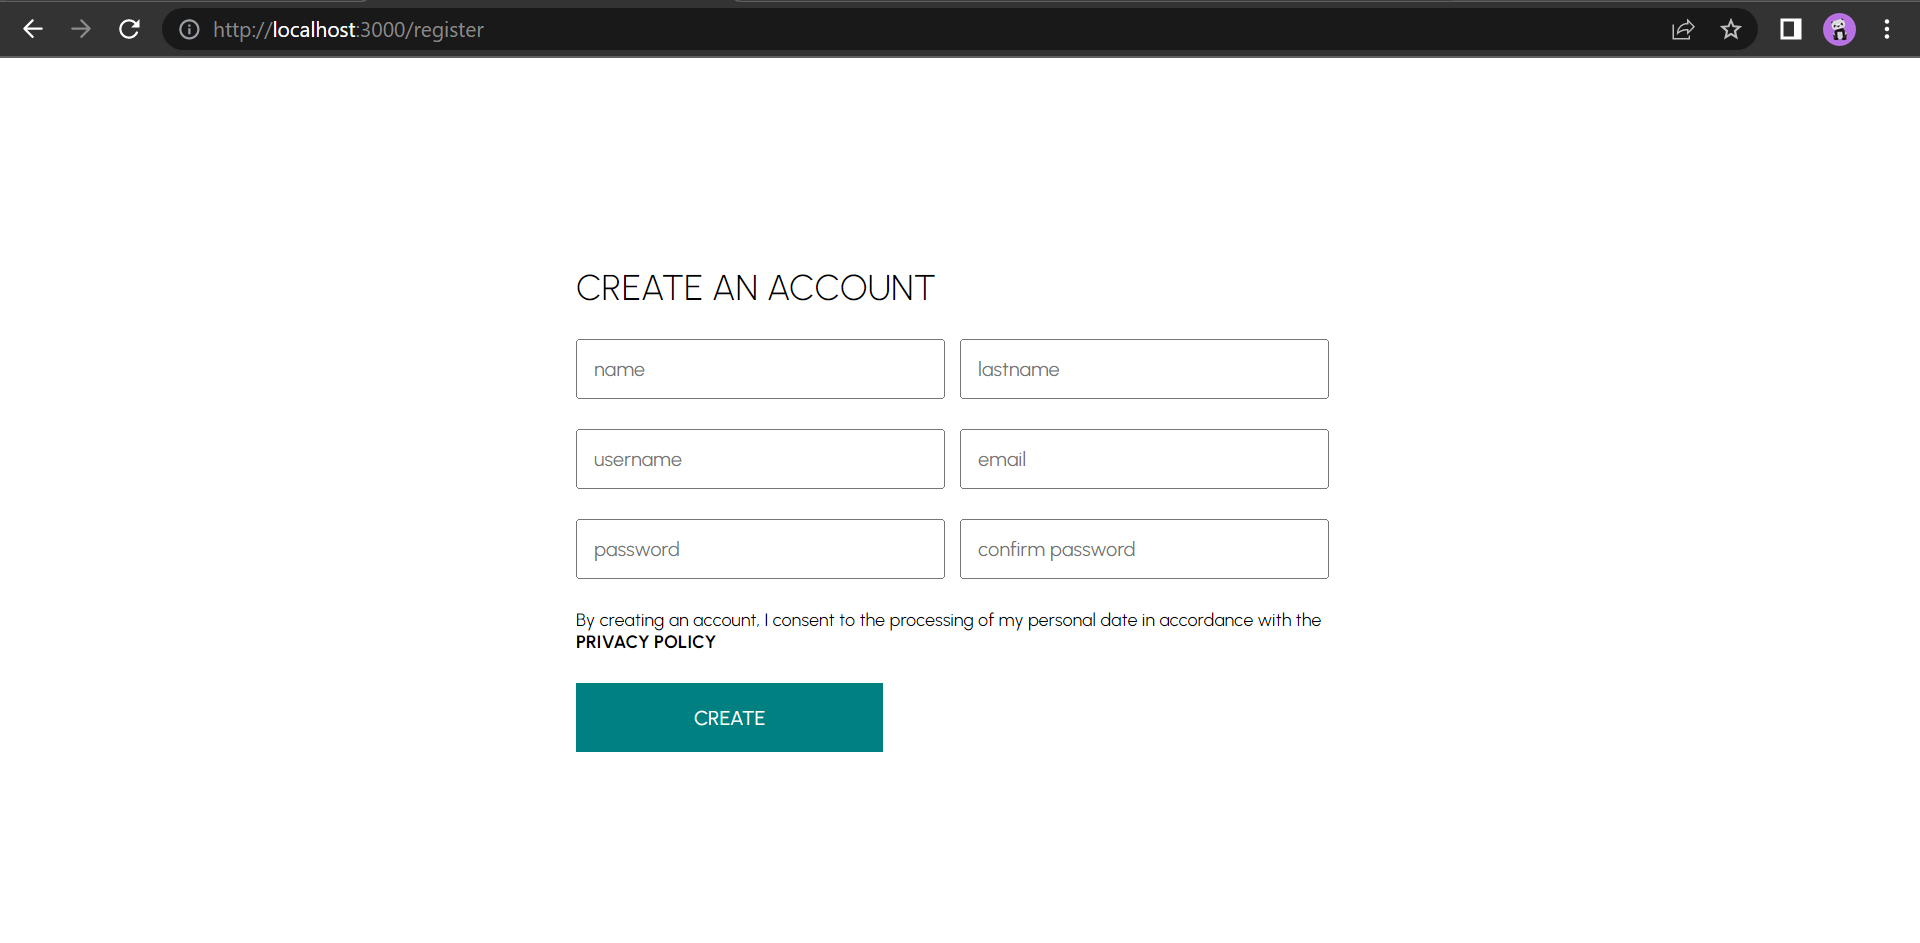 http://localhost:3000/register
CREATE AN ACCOUNT
name
lastname
username
email
password
confirm password
By creating an account, I consent to the processing of my personal date in accordance with the
PRIVACY POLICY
CREATE